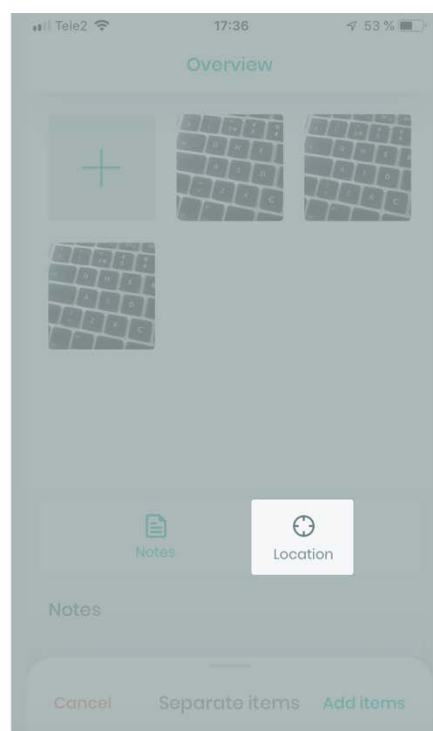 Tele2 17:36 53 %
Overview
Notes Location
Notes
Cancel Separate items Add items